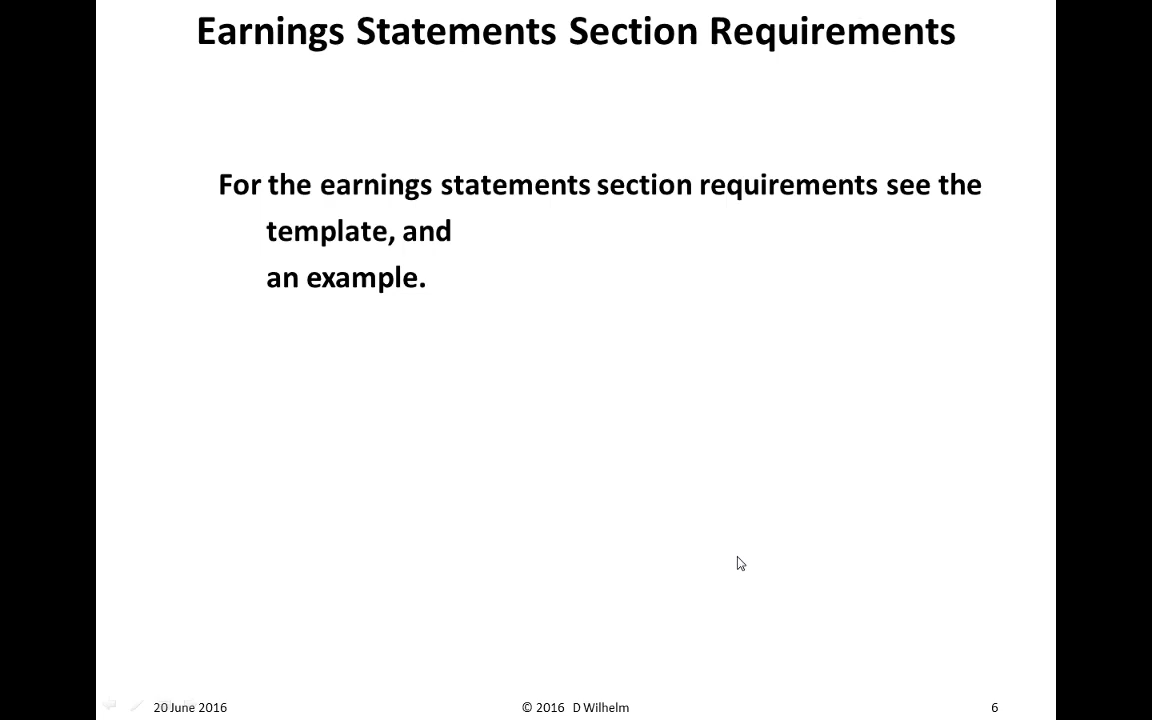 Earnings Statements Section Requirements
For the earnings statements section requirements see the
template, and
an example.
20 June 2016 © 2016 D Wilhelm 6